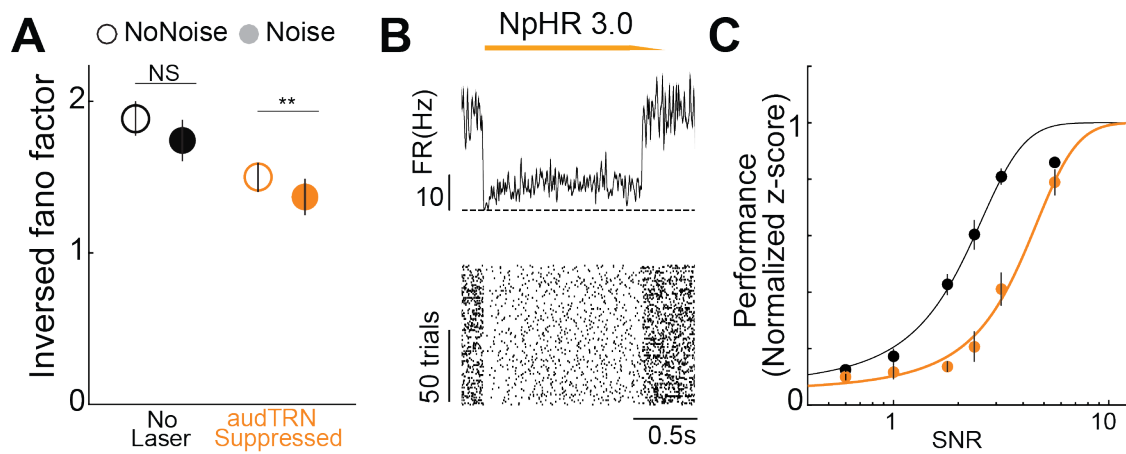 A
NoNoise
Noise
NS
**
2
1
0
Inversed fano factor
No
Laser
audTRN
Suppressed
B
NpHR 3.0
FR(Hz)
10
50 trials
0.5s
C
Performance
(Normalized z-score)
1
0
1
10
SNR